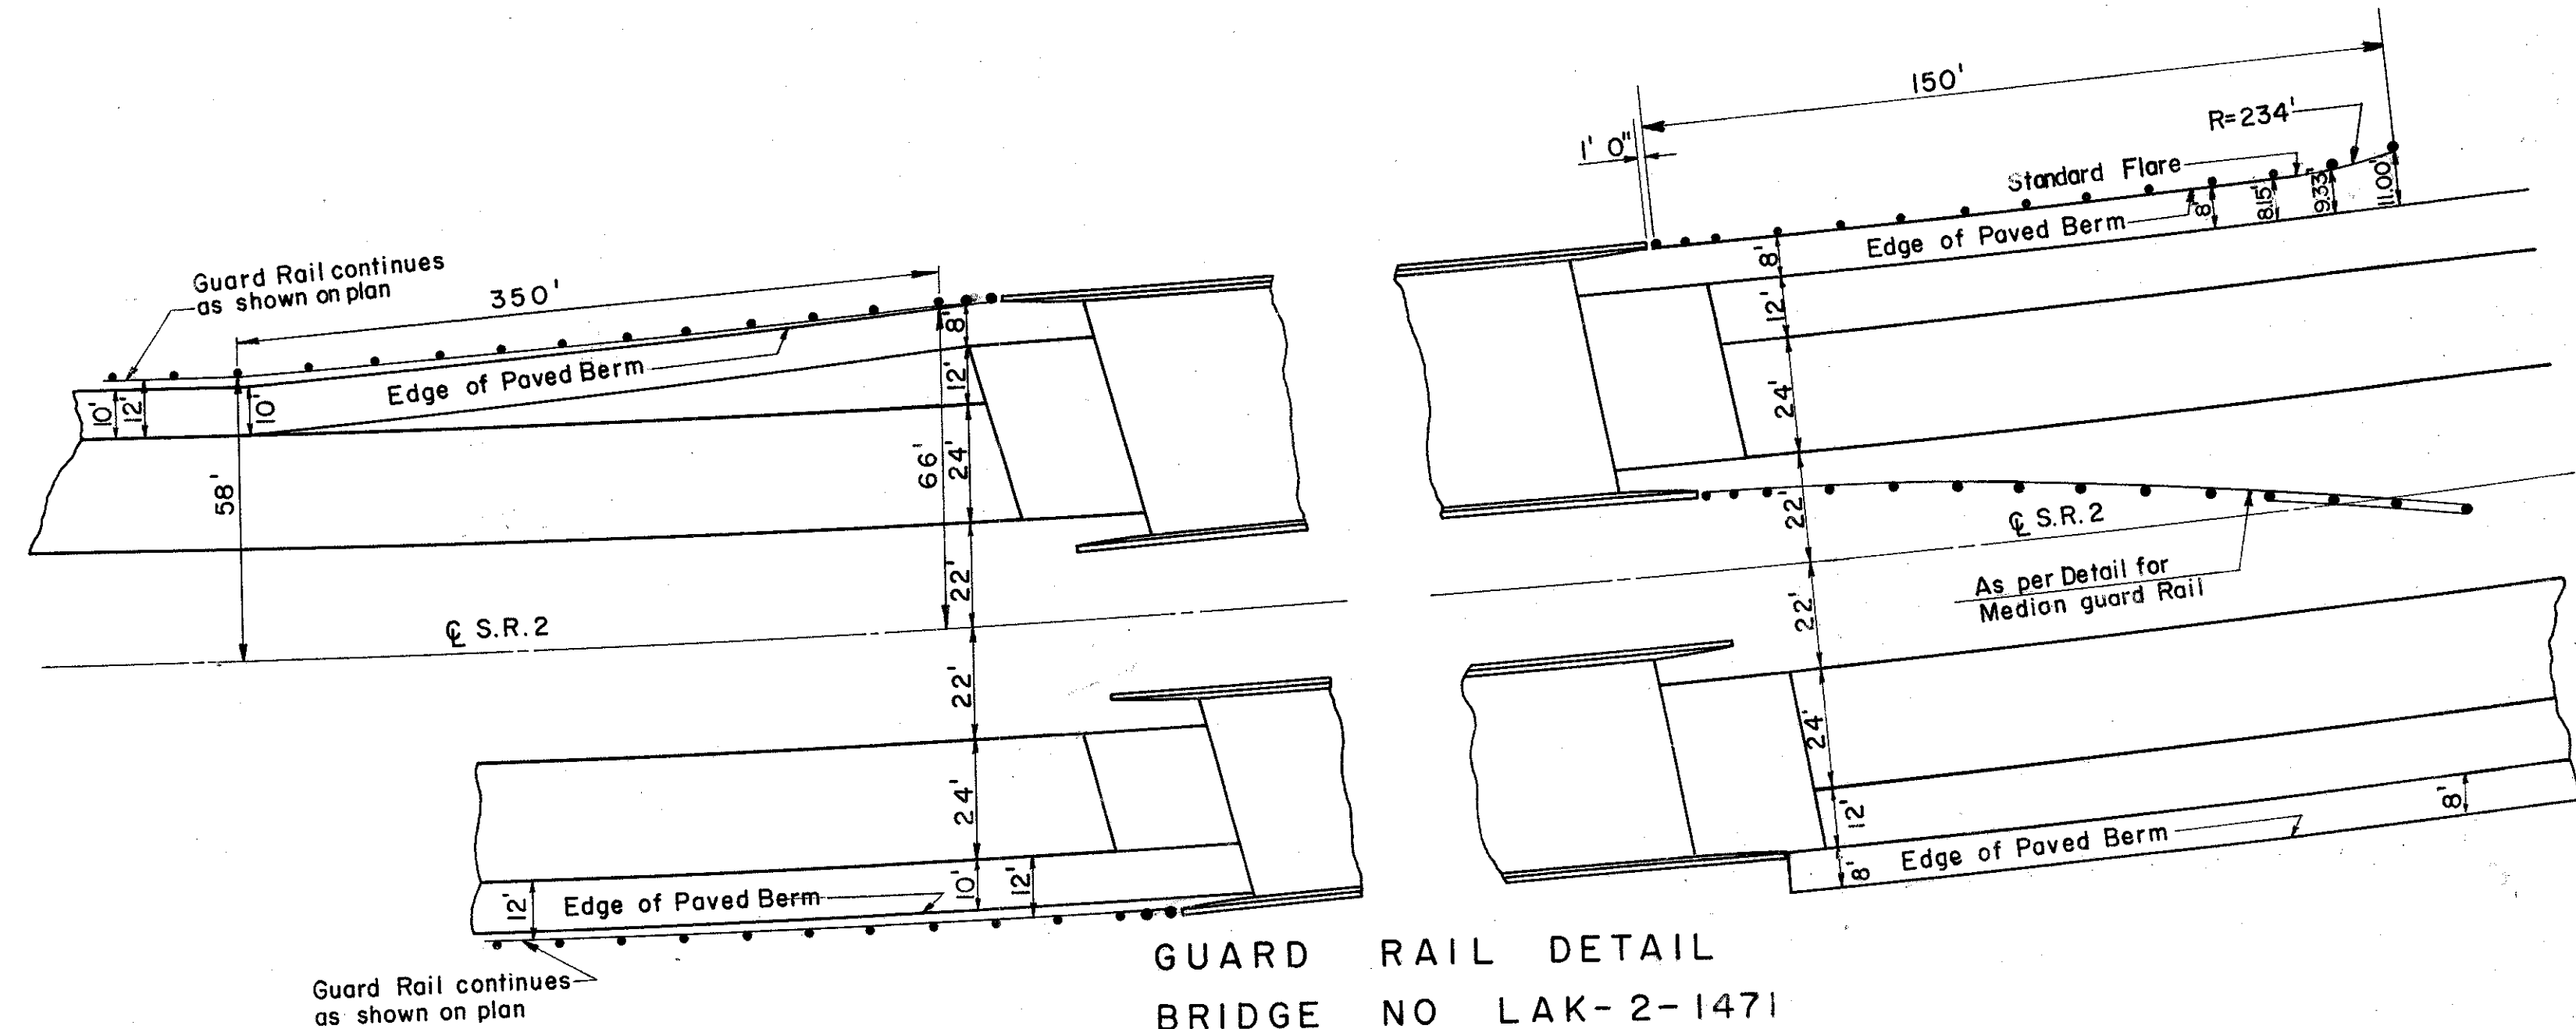 150'
R=234'
1' 0"
Standard Flare
Edge of Paved Berm
8'
8.15'
9.33'
11.00'
8'
12'
24'
22'
22'
24'
12'
8'
Guard Rail continues
as shown on plan
350'
Edge of Paved Berm
10'
12'
10'
58'
66'
8'
12'
24'
22'
℄ S.R.2
22'
24'
10'
12'
12'
Edge of Paved Berm
Guard Rail continues
as shown on plan
℄ S.R.2
As per Detail for
Median guard Rail
Edge of Paved Berm
8'
GUARD RAIL DETAIL
BRIDGE NO LAK-2-1471